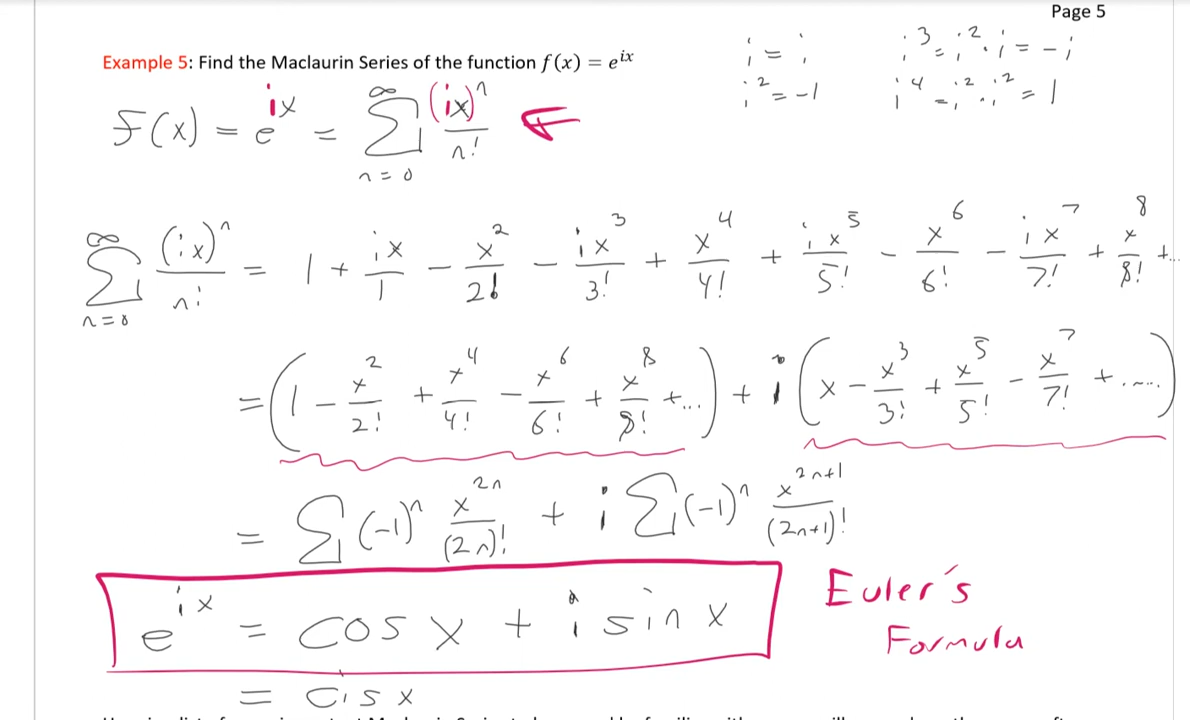 Page 5
Example 5: Find the Maclaurin Series of the function f(x) = e^{ix}
i = i    i^3 = i^2 · i = -i
i^2 = -1    i^4 = i^2 · i^2 = 1
F(x) = e^{ix} = ∑_{n=0}^{∞} (ix)^n / n!  ←
∑_{n=0}^{∞} (ix)^n / n! = 1 + ix/1 - x^2/2! - ix^3/3! + x^4/4! + ix^5/5! - x^6/6! - ix^7/7! + x^8/8! + ...
= (1 - x^2/2! + x^4/4! - x^6/6! + x^8/8! + ...) + i (x - x^3/3! + x^5/5! - x^7/7! + .....)
= ∑ (-1)^n x^{2n} / (2n)! + i ∑ (-1)^n x^{2n+1} / (2n+1)!
e^{ix} = cos x + i sin x
Euler's
Formula
= cis x